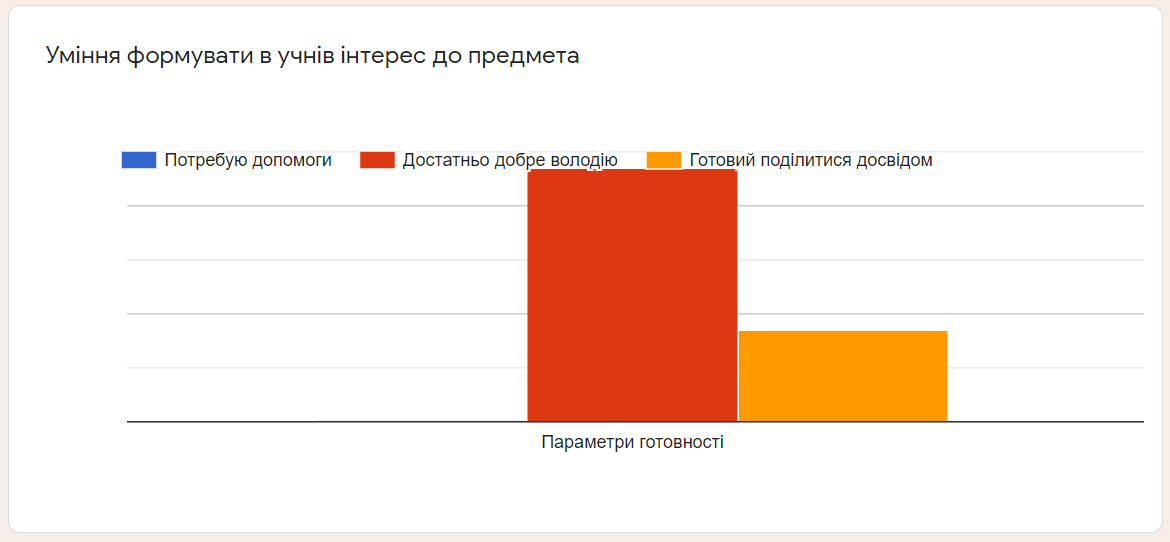 Уміння формувати в учнів інтерес до предмета
Потребую допомоги Достатньо добре володію Готовий поділитися досвідом
Параметри готовності